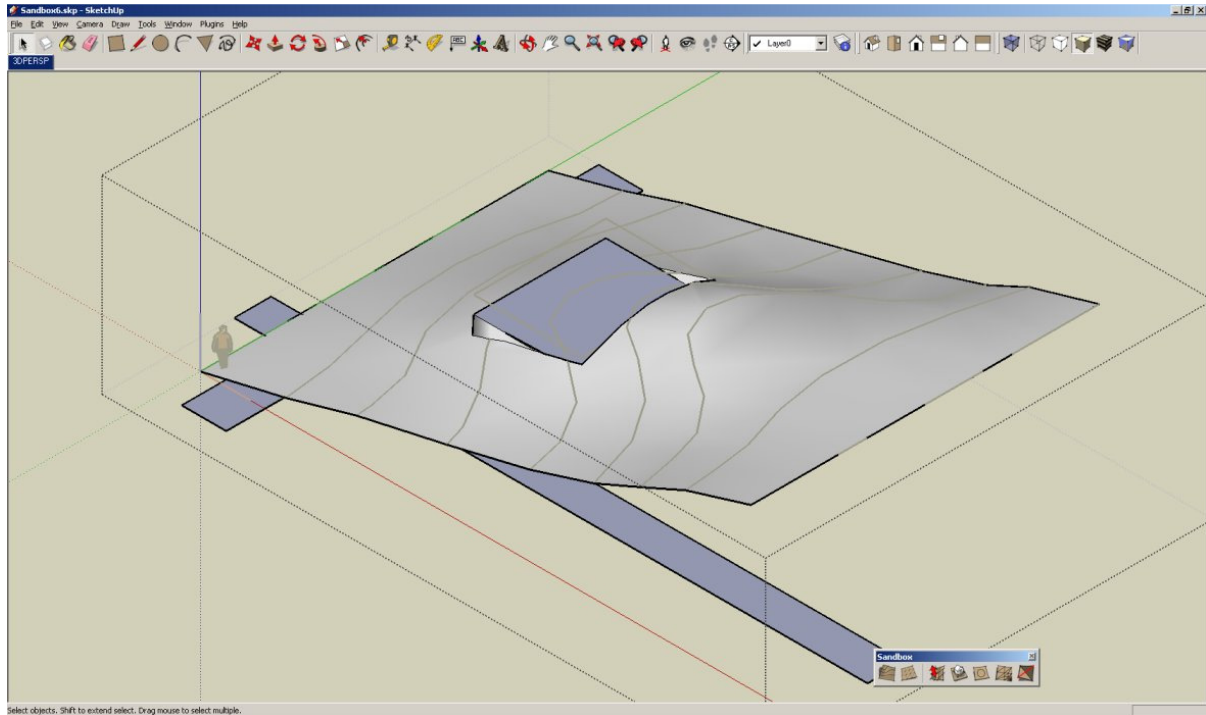 Sandbox6.skp - SketchUp
File Edit View Camera Draw Tools Window Plugins Help
Layer0
3DPERSP
Sandbox
Select objects. Shift to extend select. Drag mouse to select multiple.